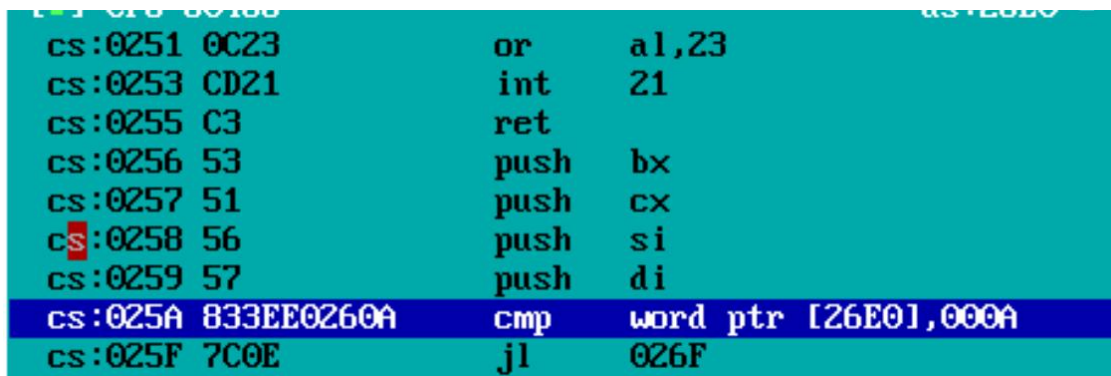 cs:0251 0C23 or al,23
cs:0253 CD21 int 21
cs:0255 C3 ret
cs:0256 53 push bx
cs:0257 51 push cx
cs:0258 56 push si
cs:0259 57 push di
cs:025A 833EE0260A cmp word ptr [26E0],000A
cs:025F 7C0E jl 026F